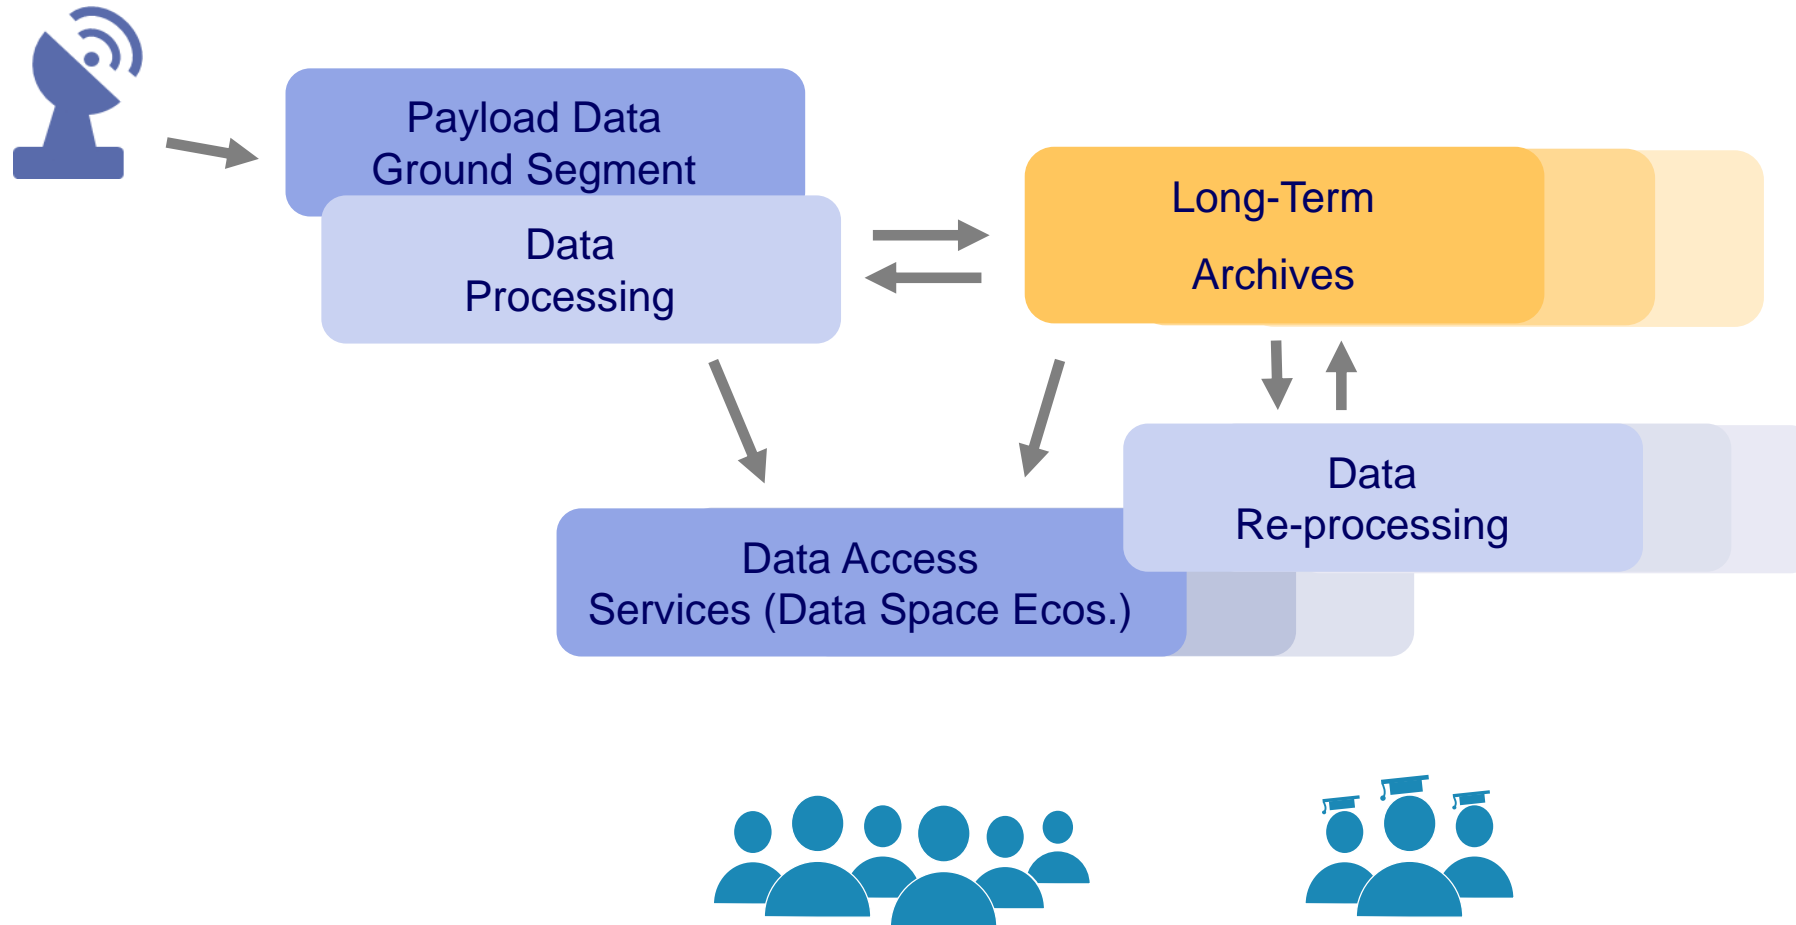 Payload Data
Ground Segment
Data
Processing
Long-Term
Archives
Data
Re-processing
Data Access
Services (Data Space Ecos.)